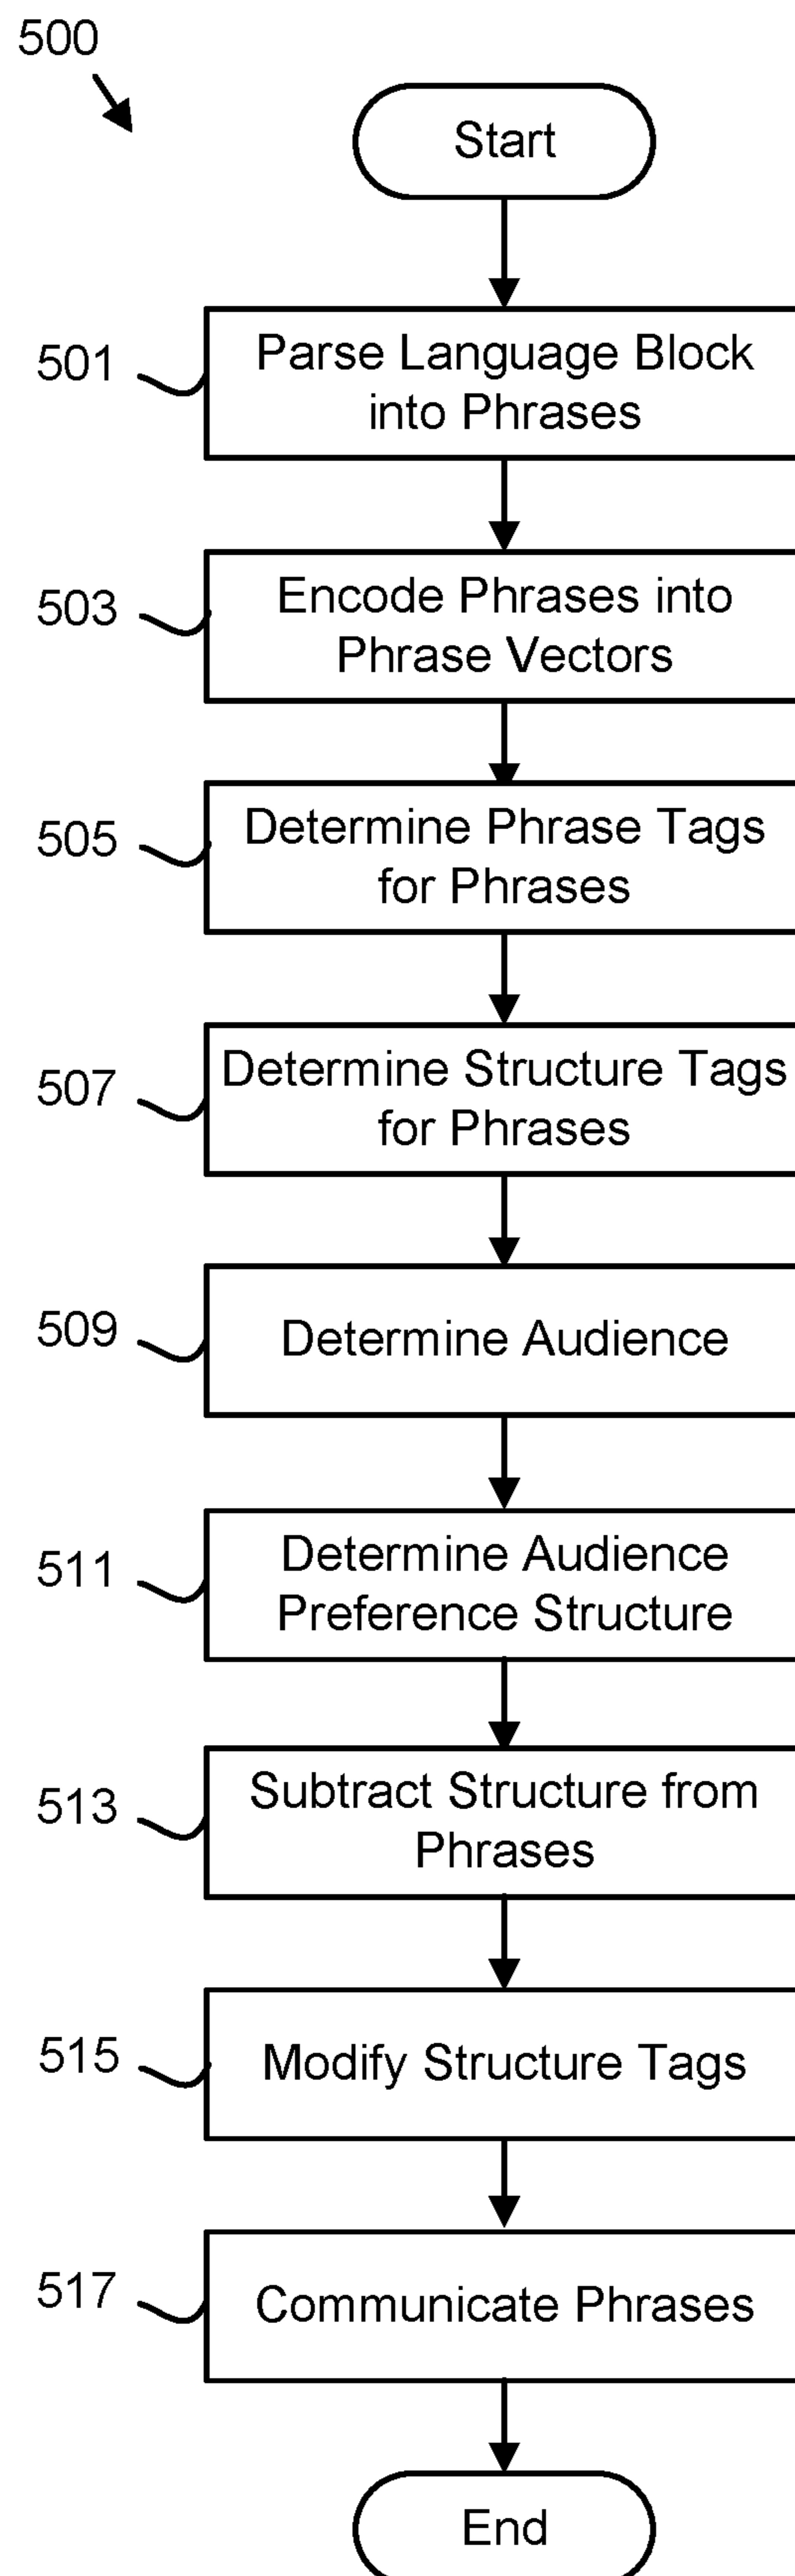 500
Start
501
Parse Language Block
into Phrases
503
Encode Phrases into
Phrase Vectors
505
Determine Phrase Tags
for Phrases
507
Determine Structure Tags
for Phrases
509
Determine Audience
511
Determine Audience
Preference Structure
513
Subtract Structure from
Phrases
515
Modify Structure Tags
517
Communicate Phrases
End